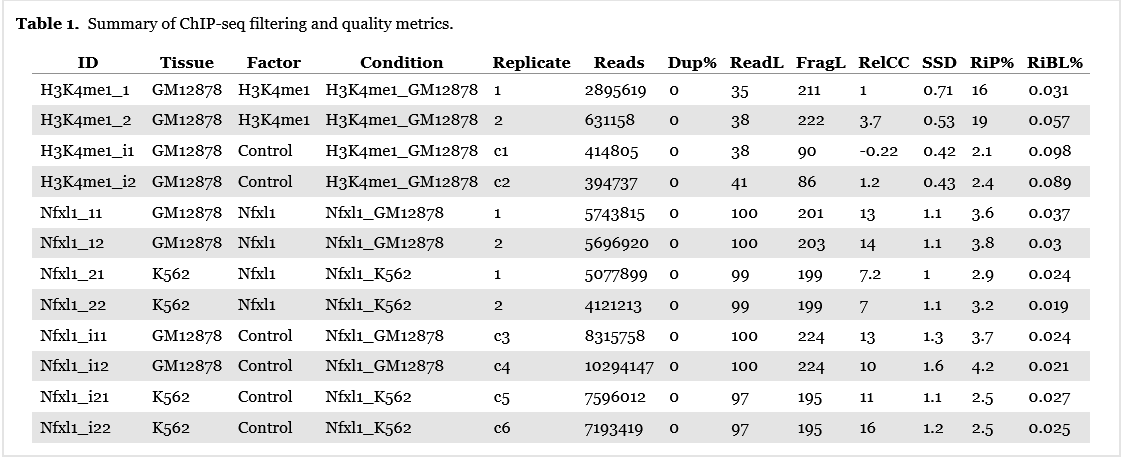 Table 1. Summary of ChIP-seq filtering and quality metrics.
ID Tissue Factor Condition Replicate Reads Dup% ReadL FragL RelCC SSD RiP% RiBL%
H3K4me1_1 GM12878 H3K4me1 H3K4me1_GM12878 1 2895619 0 35 211 1 0.71 16 0.031
H3K4me1_2 GM12878 H3K4me1 H3K4me1_GM12878 2 631158 0 38 222 3.7 0.53 19 0.057
H3K4me1_i1 GM12878 Control H3K4me1_GM12878 c1 414805 0 38 90 -0.22 0.42 2.1 0.098
H3K4me1_i2 GM12878 Control H3K4me1_GM12878 c2 394737 0 41 86 1.2 0.43 2.4 0.089
Nfxl1_11 GM12878 Nfxl1 Nfxl1_GM12878 1 5743815 0 100 201 13 1.1 3.6 0.037
Nfxl1_12 GM12878 Nfxl1 Nfxl1_GM12878 2 5696920 0 100 203 14 1.1 3.8 0.03
Nfxl1_21 K562 Nfxl1 Nfxl1_K562 1 5077899 0 99 199 7.2 1 2.9 0.024
Nfxl1_22 K562 Nfxl1 Nfxl1_K562 2 4121213 0 99 199 7 1.1 3.2 0.019
Nfxl1_i11 GM12878 Control Nfxl1_GM12878 c3 8315758 0 100 224 13 1.3 3.7 0.024
Nfxl1_i12 GM12878 Control Nfxl1_GM12878 c4 10294147 0 100 224 10 1.6 4.2 0.021
Nfxl1_i21 K562 Control Nfxl1_K562 c5 7596012 0 97 195 11 1.1 2.5 0.027
Nfxl1_i22 K562 Control Nfxl1_K562 c6 7193419 0 97 195 16 1.2 2.5 0.025